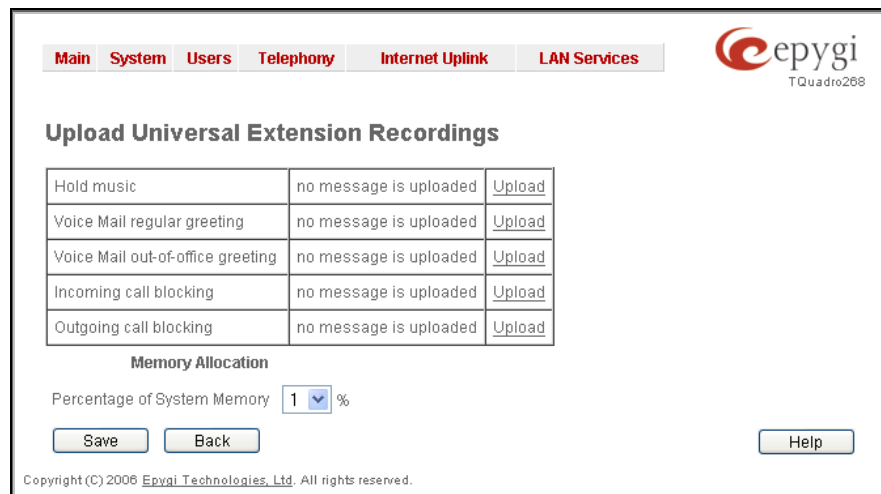 Main System Users Telephony Internet Uplink LAN Services
epygi
TQuadro268
Upload Universal Extension Recordings
Hold music no message is uploaded Upload
Voice Mail regular greeting no message is uploaded Upload
Voice Mail out-of-office greeting no message is uploaded Upload
Incoming call blocking no message is uploaded Upload
Outgoing call blocking no message is uploaded Upload
Memory Allocation
Percentage of System Memory 1 %
Save Back Help
Copyright (C) 2006 Epygi Technologies, Ltd. All rights reserved.